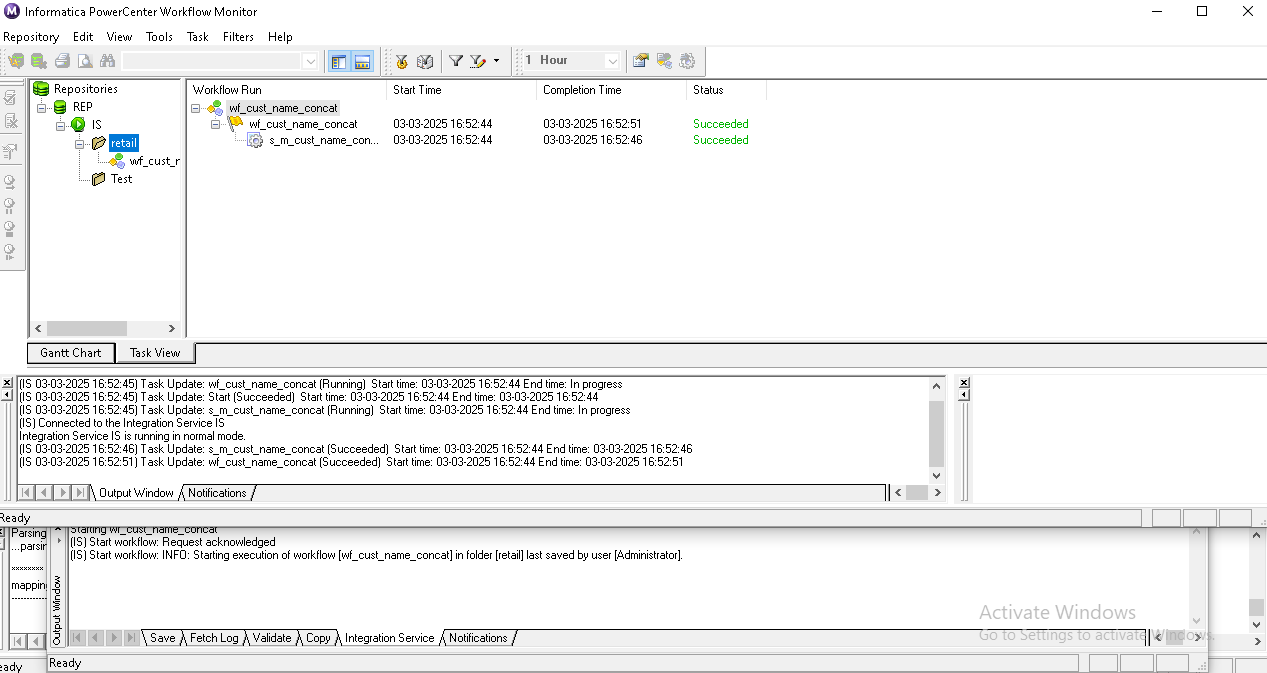 Informatica PowerCenter Workflow Monitor
Repository Edit View Tools Task Filters Help
1 Hour
Repositories
REP
IS
retail
wf_cust_r
Test
Workflow Run Start Time Completion Time Status
wf_cust_name_concat
wf_cust_name_concat 03-03-2025 16:52:44 03-03-2025 16:52:51 Succeeded
s_m_cust_name_con... 03-03-2025 16:52:44 03-03-2025 16:52:46 Succeeded
Gantt Chart Task View
(IS 03-03-2025 16:52:45) Task Update: wf_cust_name_concat (Running) Start time: 03-03-2025 16:52:44 End time: In progress
(IS 03-03-2025 16:52:45) Task Update: Start (Succeeded) Start time: 03-03-2025 16:52:44 End time: 03-03-2025 16:52:44
(IS 03-03-2025 16:52:45) Task Update: s_m_cust_name_concat (Running) Start time: 03-03-2025 16:52:44 End time: In progress
(IS) Connected to the Integration Service IS
Integration Service IS is running in normal mode.
(IS 03-03-2025 16:52:46) Task Update: s_m_cust_name_concat (Succeeded) Start time: 03-03-2025 16:52:44 End time: 03-03-2025 16:52:46
(IS 03-03-2025 16:52:51) Task Update: wf_cust_name_concat (Succeeded) Start time: 03-03-2025 16:52:44 End time: 03-03-2025 16:52:51
Output Window Notifications
Ready
Parsing
...parsin
xxxxxxxx
mapping
----------
Output Window
Starting wf_cust_name_concat
(IS) Start workflow: Request acknowledged
(IS) Start workflow: INFO: Starting execution of workflow [wf_cust_name_concat] in folder [retail] last saved by user [Administrator].
Save Fetch Log Validate Copy Integration Service Notifications
Activate Windows
Go to Settings to activate Windows.
eady
Ready